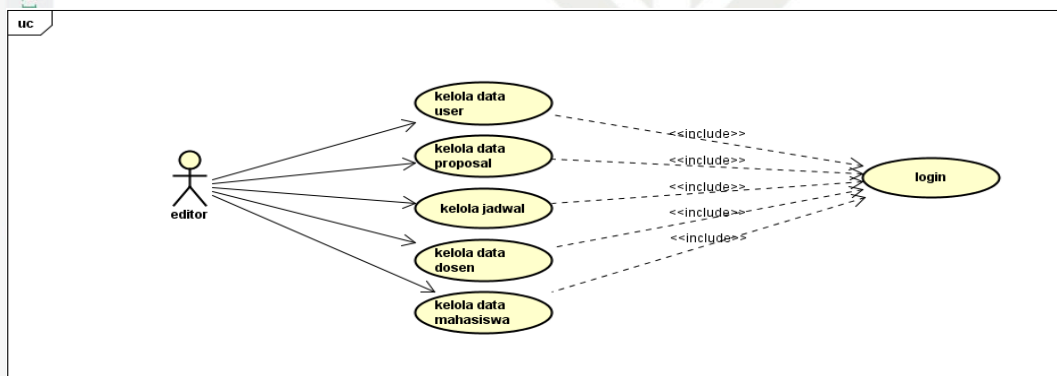 uc
kelola data
user
kelola data
proposal
kelola jadwal
kelola data
dosen
kelola data
mahasiswa
editor
<<include>>
<<include>>
<<include>>
<<include>>
<<include>>
login